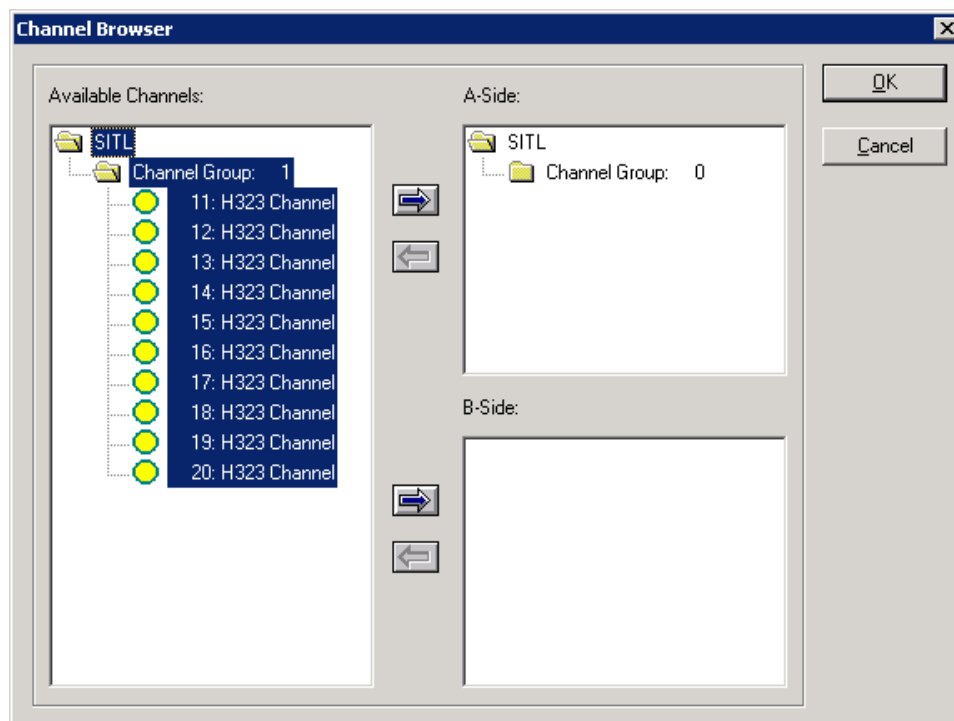 Channel Browser
Available Channels:
SITL
Channel Group: 1
11: H323 Channel
12: H323 Channel
13: H323 Channel
14: H323 Channel
15: H323 Channel
16: H323 Channel
17: H323 Channel
18: H323 Channel
19: H323 Channel
20: H323 Channel
A-Side:
SITL
Channel Group: 0
B-Side:
OK
Cancel